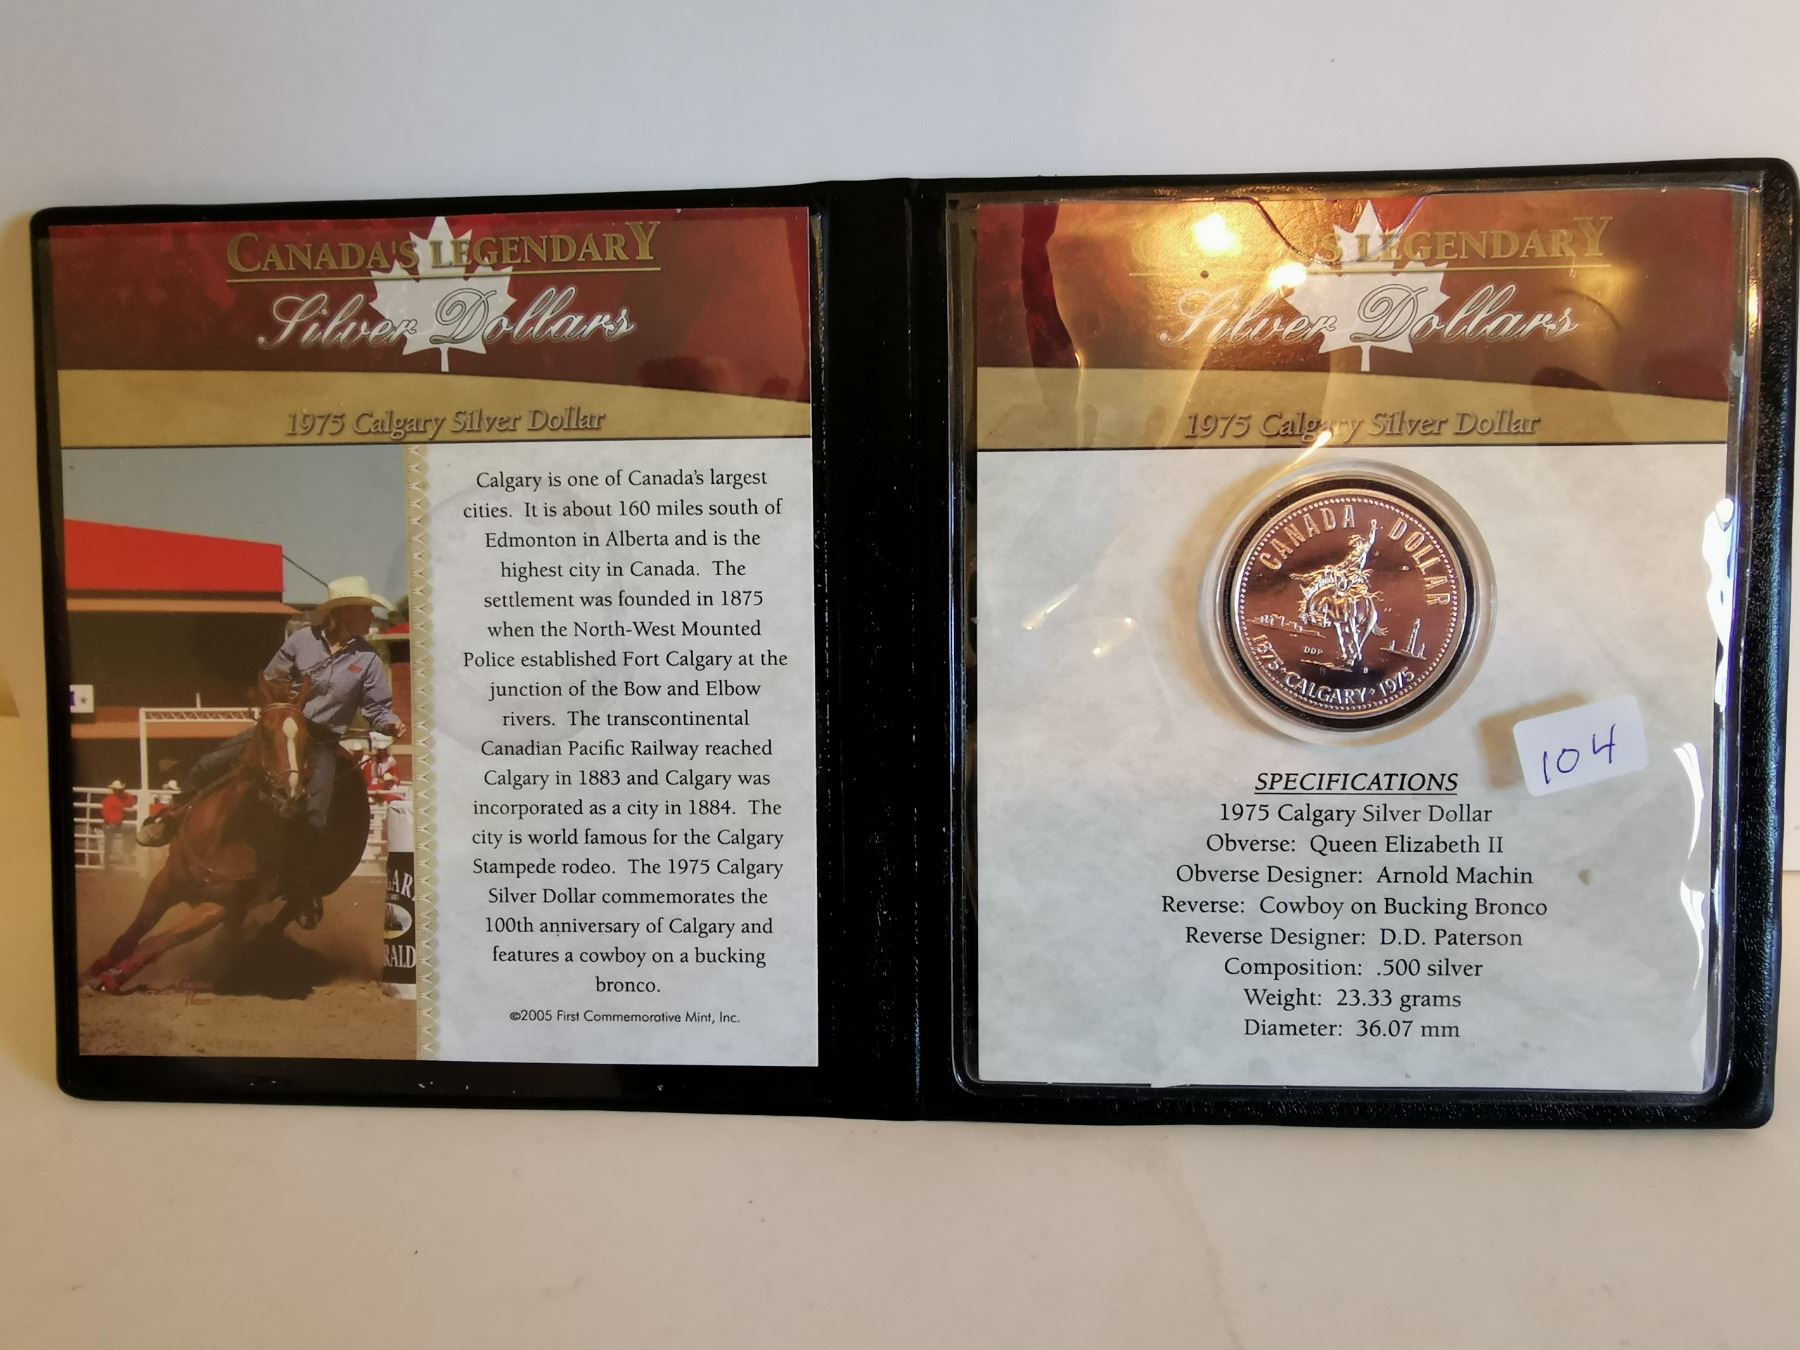 CANADA'S LEGENDARY
Silver Dollars
1975 Calgary Silver Dollar
Calgary is one of Canada's largest
cities. It is about 160 miles south of
Edmonton in Alberta and is the
highest city in Canada. The
settlement was founded in 1875
when the North-West Mounted
Police established Fort Calgary at the
junction of the Bow and Elbow
rivers. The transcontinental
Canadian Pacific Railway reached
Calgary in 1883 and Calgary was
incorporated as a city in 1884. The
city is world famous for the Calgary
Stampede rodeo. The 1975 Calgary
Silver Dollar commemorates the
100th anniversary of Calgary and
features a cowboy on a bucking
bronco.
©2005 First Commemorative Mint, Inc.
AR
RALD
CANADA'S LEGENDARY
Silver Dollars
1975 Calgary Silver Dollar
CANADA DOLLAR
DDP
1875 CALGARY 1975
104
SPECIFICATIONS
1975 Calgary Silver Dollar
Obverse: Queen Elizabeth II
Obverse Designer: Arnold Machin
Reverse: Cowboy on Bucking Bronco
Reverse Designer: D.D. Paterson
Composition: .500 silver
Weight: 23.33 grams
Diameter: 36.07 mm